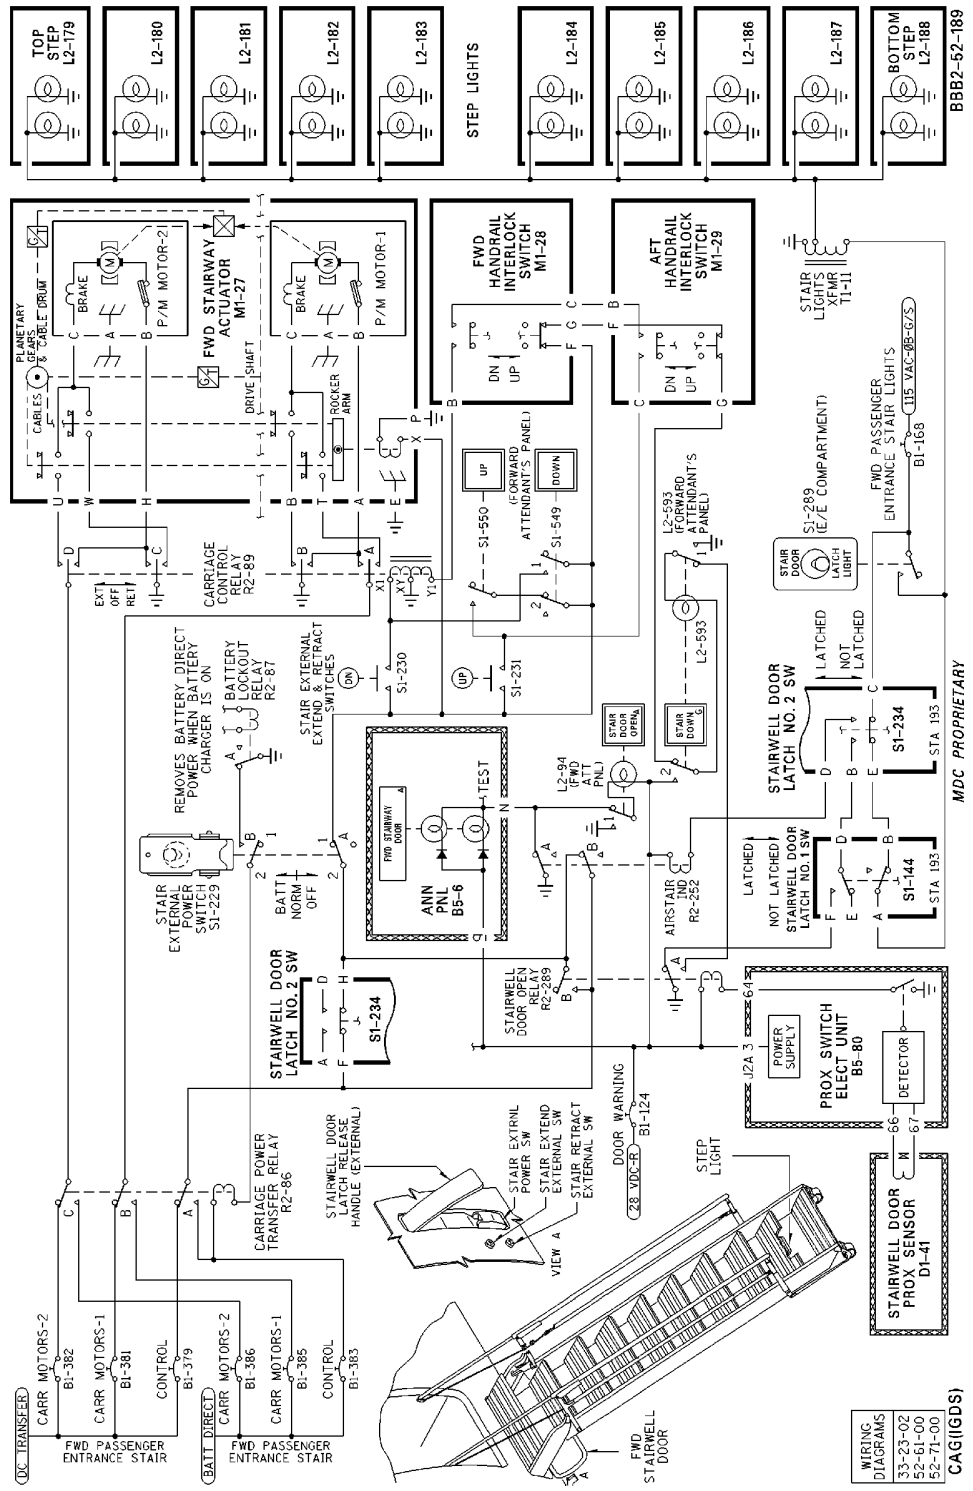 TOP
STEP
L2-179
L2-180
L2-181
L2-182
L2-183
STEP LIGHTS
L2-184
L2-185
L2-186
L2-187
BOTTOM
STEP
L2-188
BBB2-52-189
PLANETARY
GEARS
& CABLE DRUM
CABLES
G/T
BRAKE
M
P/M MOTOR-2
C
A
B
FWD STAIRWAY
ACTUATOR
M1-27
G/T
DRIVE SHAFT
BRAKE
M
P/M MOTOR-1
C
A
B
ROCKER
ARM
P
X
U
W
H
B
T
A
E
FWD
HANDRAIL
INTERLOCK
SWITCH
M1-28
DN
UP
B
C
G
F
AFT
HANDRAIL
INTERLOCK
SWITCH
M1-29
DN
UP
B
F
C
G
STAIR
LIGHTS
XFMR
T1-11
D
C
B
A
EXT
OFF
RET
CARRIAGE
CONTROL
RELAY
R2-89
X1
XY
Y1
UP
S1-550
(FORWARD
ATTENDANT'S PANEL)
DOWN
S1-549
1
2
L2-593
(FORWARD
ATTENDANT'S
PANEL)
1
L2-593
2
S1-289
(E/E COMPARTMENT)
STAIR
DOOR
LATCH
LIGHT
FWD PASSENGER
ENTRANCE STAIR LIGHTS
115 VAC-ØB-G/S
B1-168
REMOVES BATTERY DIRECT
POWER WHEN BATTERY
CHARGER IS ON
A
BATTERY
LOCKOUT
RELAY
R2-87
STAIR EXTERNAL
EXTEND & RETRACT
SWITCHES
DN
S1-230
UP
S1-231
STAIR
EXTERNAL
POWER
SWITCH
S1-229
B
1
2
BATT
NORM
OFF
1
A
2
FWD STAIRWAY
DOOR
TEST
ANN
PNL
B5-6
N
STAIR
DOOR
OPEN
A
STAIR
DOWN
G
L2-94
(FWD
ATT
PNL)
A
B
AIRSTAIR
IND
R2-252
STAIRWELL DOOR
LATCH NO. 2 SW
LATCHED
NOT
LATCHED
D
B
E
C
S1-234
STA 193
LATCHED
NOT LATCHED
STAIRWELL DOOR
LATCH NO.1 SW
F
E
A
D
B
S1-144
STA 193
MDC PROPRIETARY
STAIRWELL DOOR
LATCH NO. 2 SW
A
D
F
H
S1-234
STAIRWELL
DOOR OPEN
RELAY
R2-289
B
A
C
B
A
CARRIAGE POWER
TRANSFER RELAY
R2-86
STAIRWELL DOOR
LATCH RELEASE
HANDLE (EXTERNAL)
STAIR EXTRNL
POWER SW
STAIR EXTEND
EXTERNAL SW
STAIR RETRACT
EXTERNAL SW
VIEW A
DOOR WARNING
28 VDC-R
B1-124
J2A 3
64
POWER
SUPPLY
PROX SWITCH
ELECT UNIT
B5-80
DETECTOR
66
67
STAIRWELL DOOR
PROX SENSOR
D1-41
STEP
LIGHT
FWD
STAIRWELL
DOOR
A
DC TRANSFER
CARR MOTORS-2
B1-382
CARR MOTORS-1
B1-381
CONTROL
B1-379
FWD PASSENGER
ENTRANCE STAIR
BATT DIRECT
CARR MOTORS-2
B1-386
CARR MOTORS-1
B1-385
CONTROL
B1-383
FWD PASSENGER
ENTRANCE STAIR
WIRING
DIAGRAMS
33-23-02
52-61-00
52-71-00
CAG(IGDS)